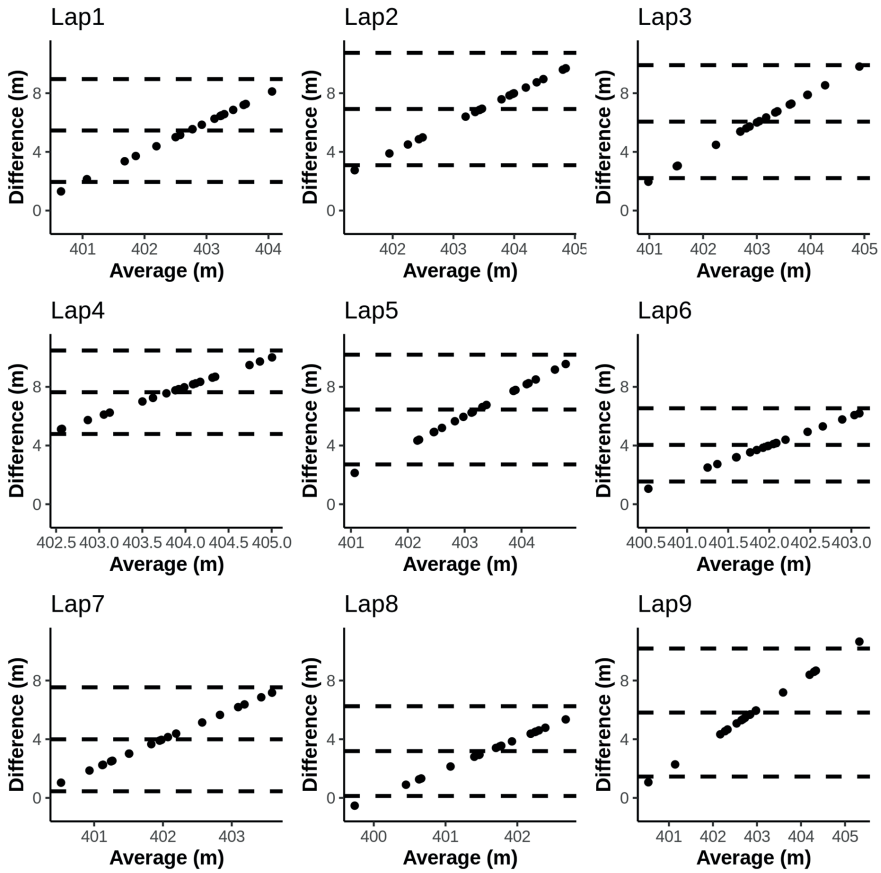 Lap1
Difference (m)
8
4
0
401 402 403 404
Average (m)
Lap2
Difference (m)
8
4
0
402 403 404 405
Average (m)
Lap3
Difference (m)
8
4
0
401 402 403 404 405
Average (m)
Lap4
Difference (m)
8
4
0
402.5 403.0 403.5 404.0 404.5 405.0
Average (m)
Lap5
Difference (m)
8
4
0
401 402 403 404
Average (m)
Lap6
Difference (m)
8
4
0
400.5 401.0 401.5 402.0 402.5 403.0
Average (m)
Lap7
Difference (m)
8
4
0
401 402 403
Average (m)
Lap8
Difference (m)
8
4
0
400 401 402
Average (m)
Lap9
Difference (m)
8
4
0
401 402 403 404 405
Average (m)